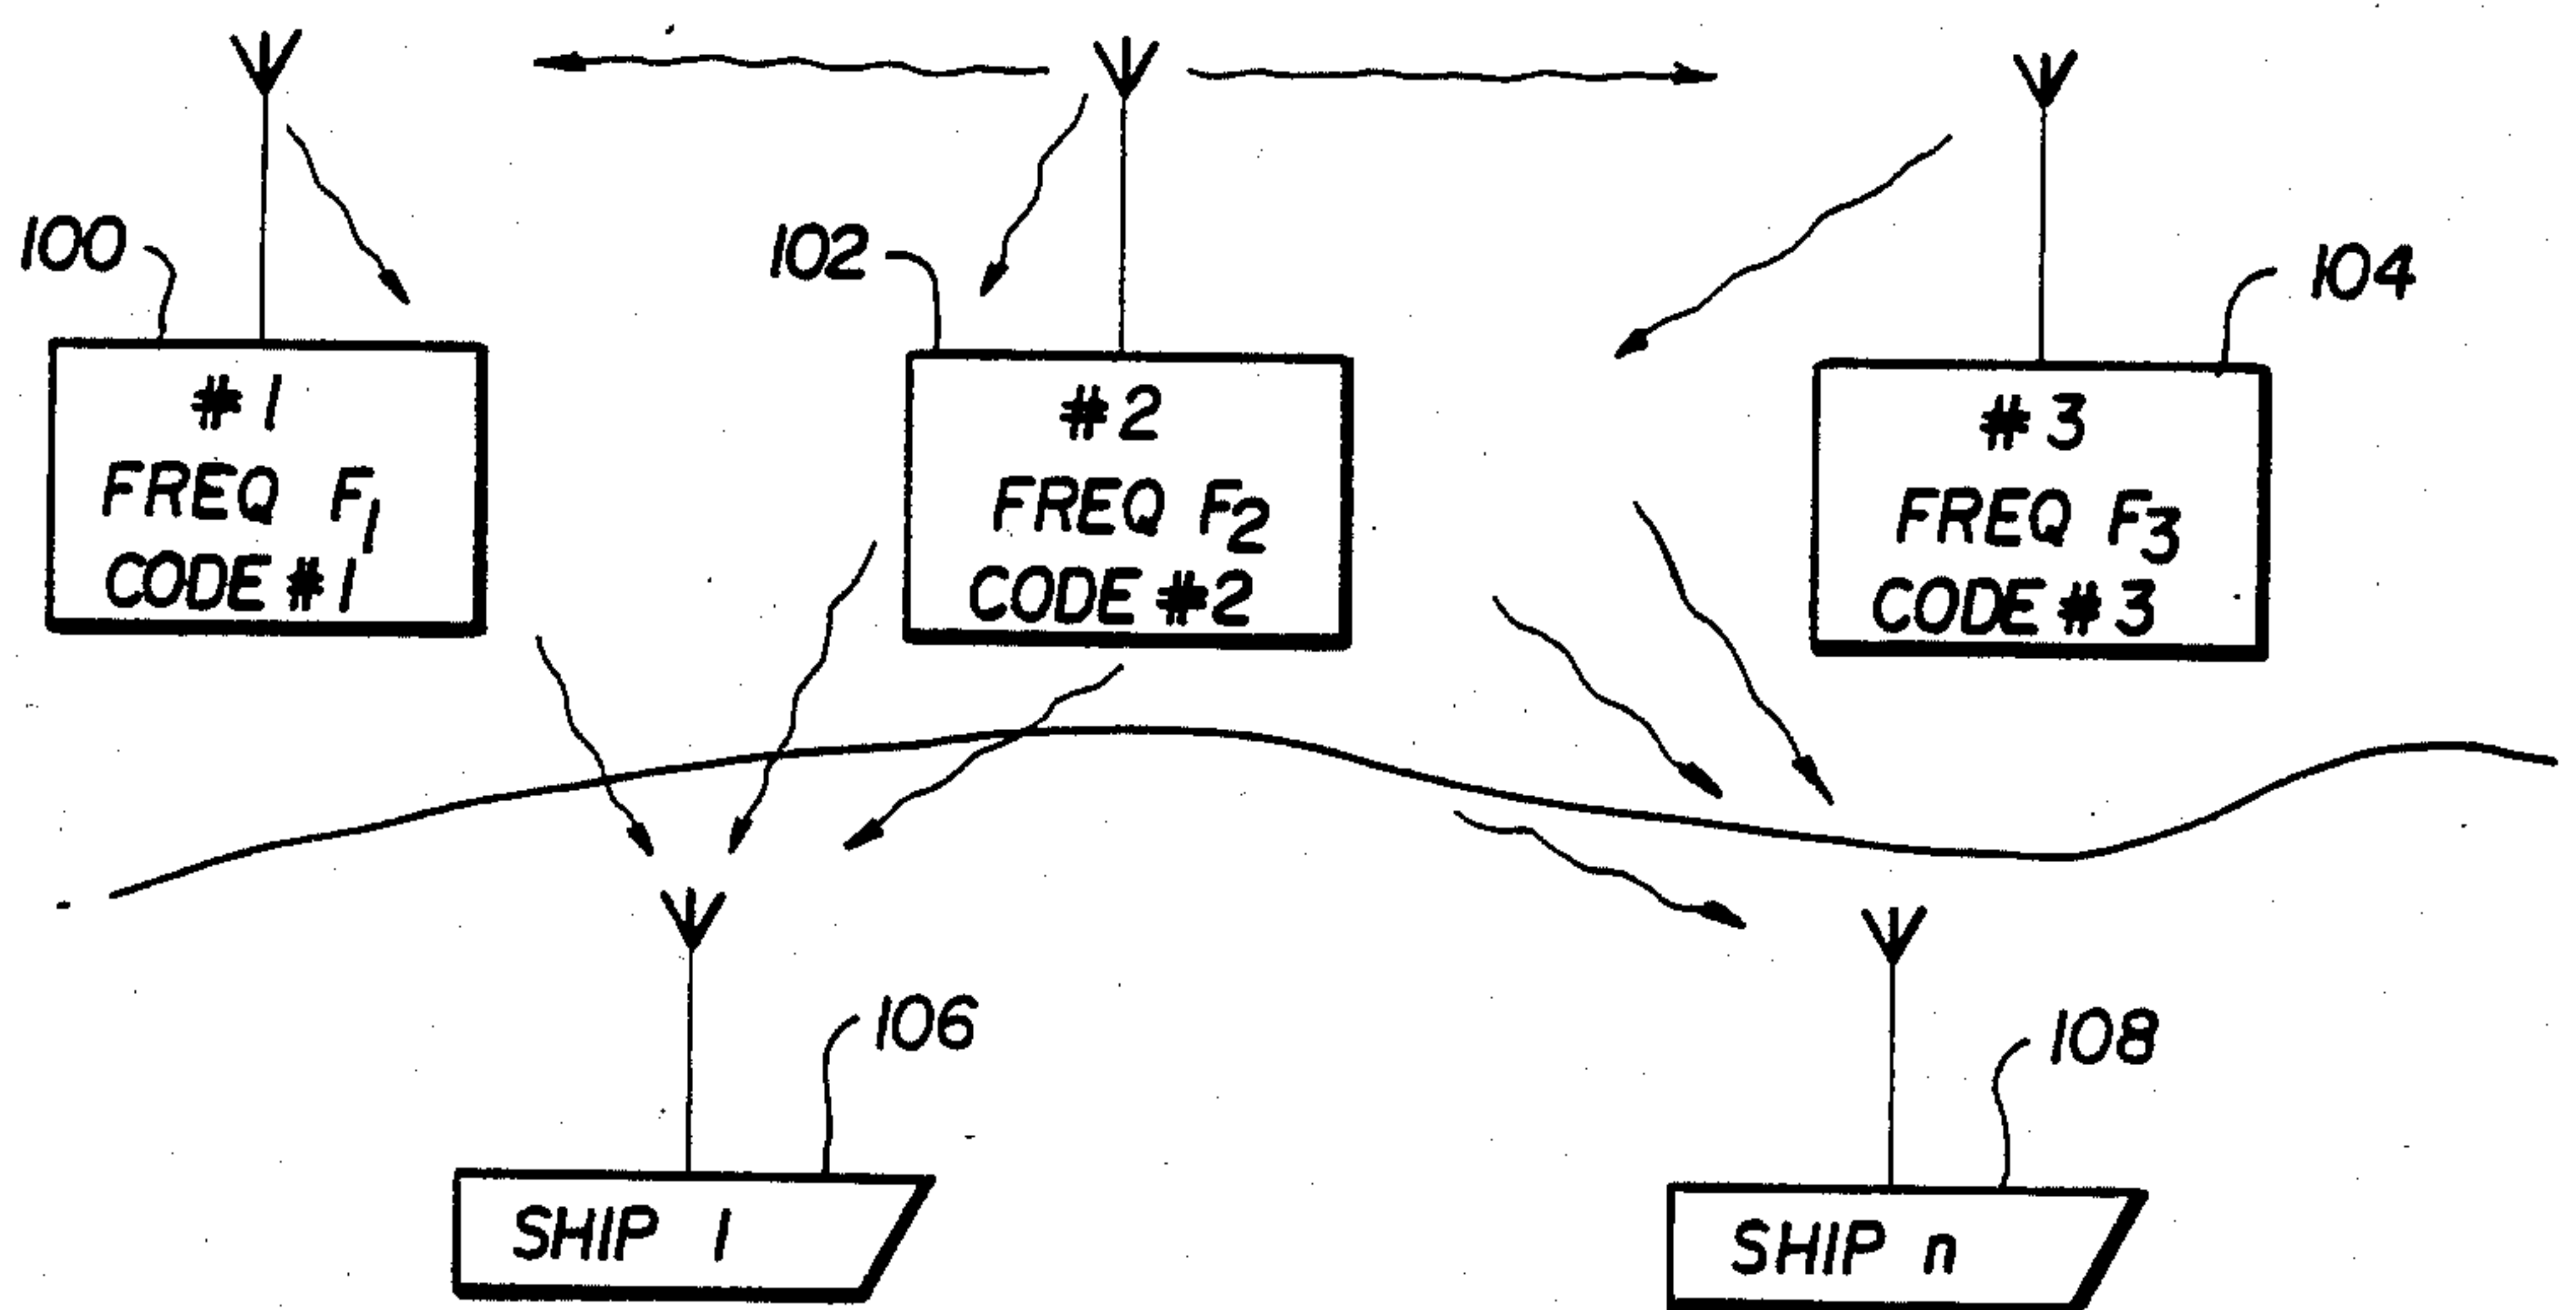 100
102
104
# 1
FREQ F1
CODE # 1
# 2
FREQ F2
CODE # 2
# 3
FREQ F3
CODE # 3
106
108
SHIP 1
SHIP n